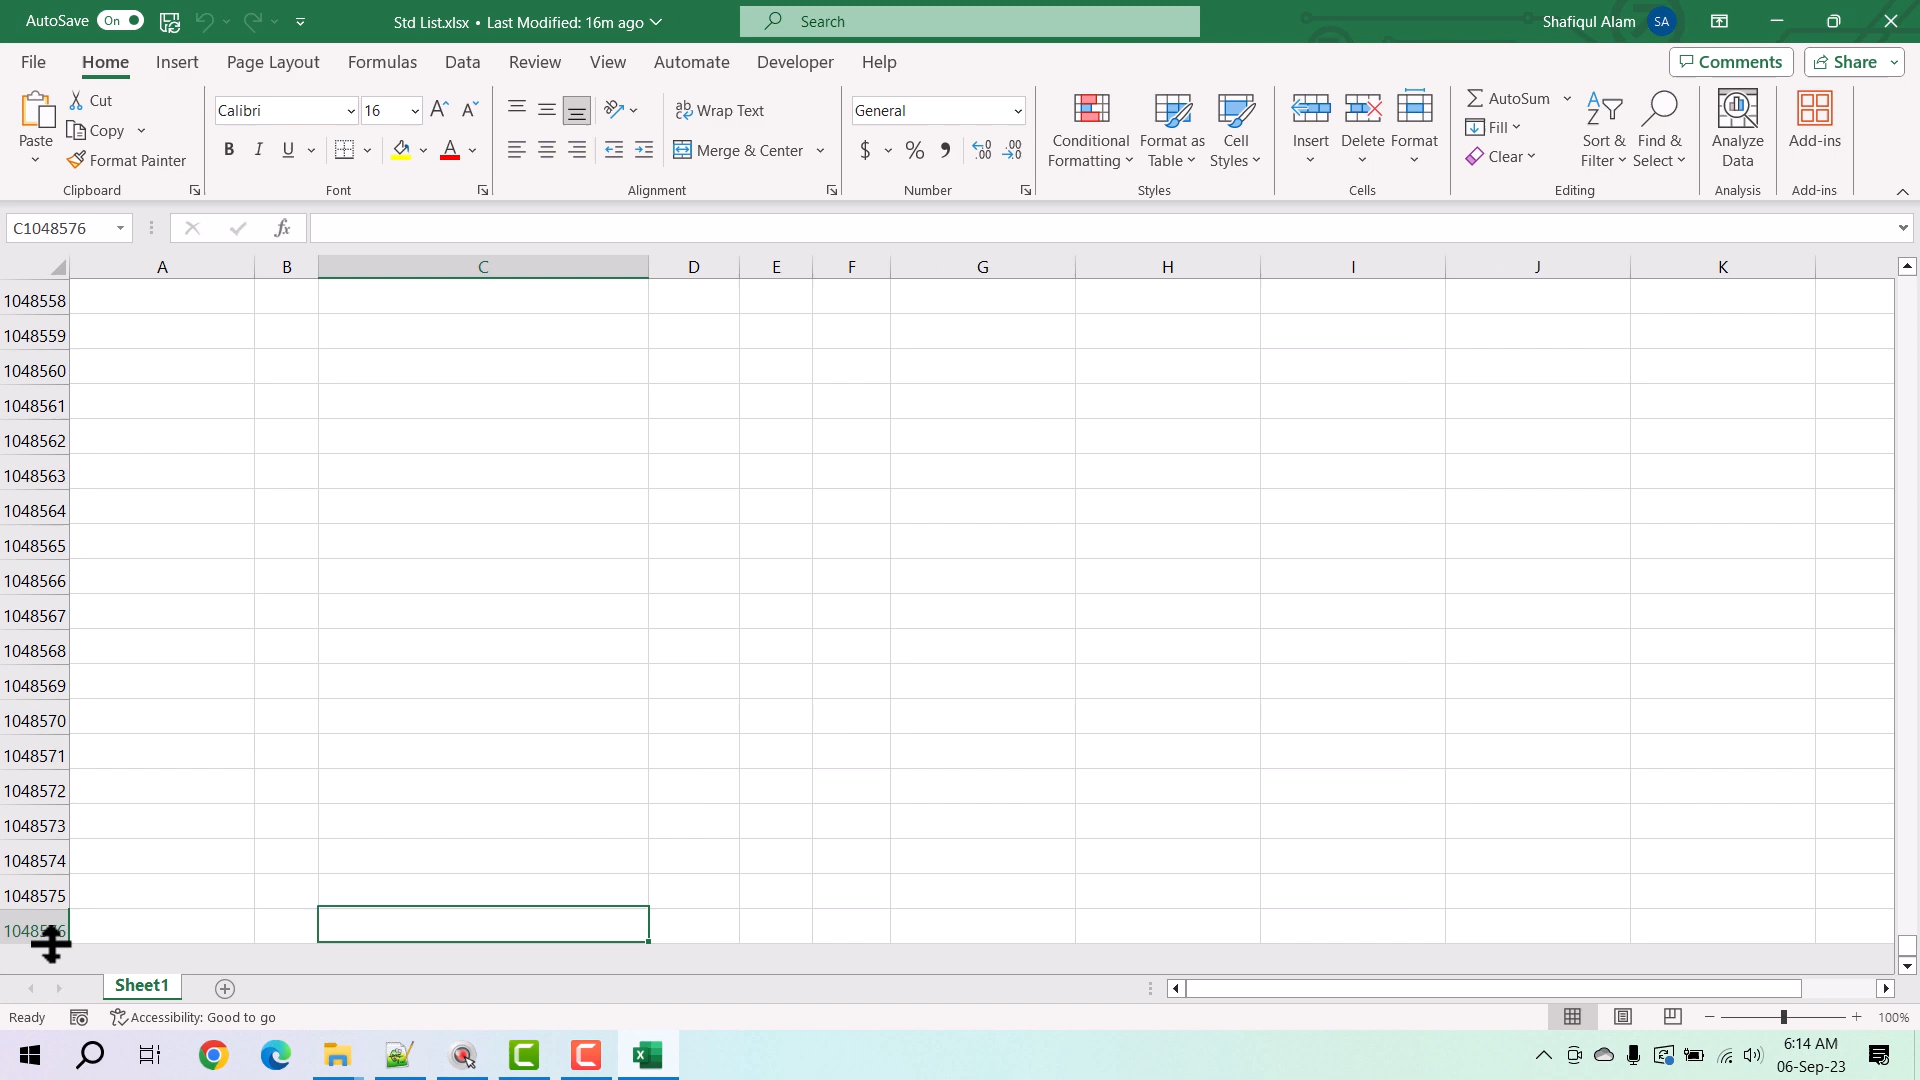 AutoSave On Std List.xlsx • Last Modified: 16m ago Search Shafiqul Alam SA
File Home Insert Page Layout Formulas Data Review View Automate Developer Help Comments Share
Paste Cut Copy Format Painter
Clipboard
Calibri 16
B I U A
Font
Wrap Text
Merge & Center
Alignment
General
$ % ,
Number
Conditional Formatting
Format as Table
Cell Styles
Styles
Insert Delete Format
Cells
AutoSum
Fill
Clear
Sort & Filter
Find & Select
Editing
Analyze Data
Analysis
Add-ins
Add-ins
C1048576 fx
A B C D E F G H I J K
1048558
1048559
1048560
1048561
1048562
1048563
1048564
1048565
1048566
1048567
1048568
1048569
1048570
1048571
1048572
1048573
1048574
1048575
1048576
Sheet1
Ready Accessibility: Good to go 100%
6:14 AM
06-Sep-23